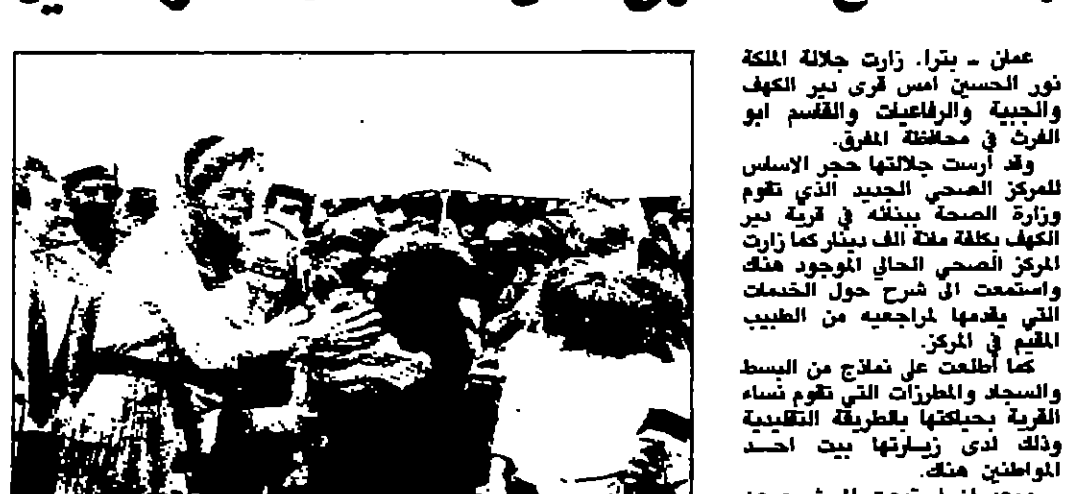 عمان ـ بترا. زارت جلالة الملكة
نور الحسين امس قرى دير الكهف
والجبية والرفاعيات والقاسم ابو
الفرث في محافظة المفرق.
وقد أرست جلالتها حجر الاساس
للمركز الصحي الجديد الذي تقوم
وزارة الصحة ببنائه في قرية دير
الكهف بكلفة مئة الف دينار كما زارت
المركز الصحي الحالي الموجود هناك
واستمعت الى شرح حول الخدمات
التي يقدمها لمراجعيه من الطبيب
المقيم في المركز.
كما أطلعت على نماذج من البسط
والسجاد والمطرزات التي تقوم نساء
القرية بحياكتها بالطريقة التقليدية
وذلك لدى زيارتها بيت احد
المواطنين هناك.